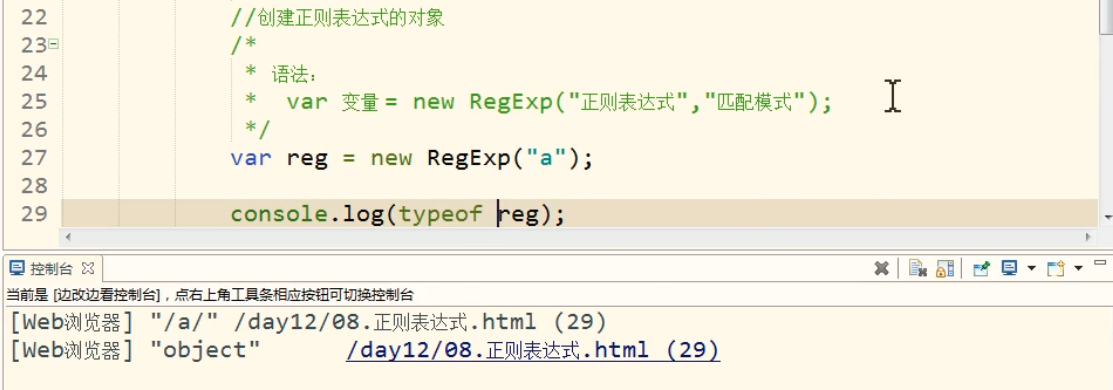 22 //创建正则表达式的对象
23 /*
24 * 语法：
25 * var 变量 = new RegExp("正则表达式","匹配模式");
26 */
27 var reg = new RegExp("a");
28
29 console.log(typeof reg);
控制台
当前是 [边改边看控制台]，点右上角工具条相应按钮可切换控制台
[Web浏览器] "/a/" /day12/08.正则表达式.html (29)
[Web浏览器] "object" /day12/08.正则表达式.html (29)